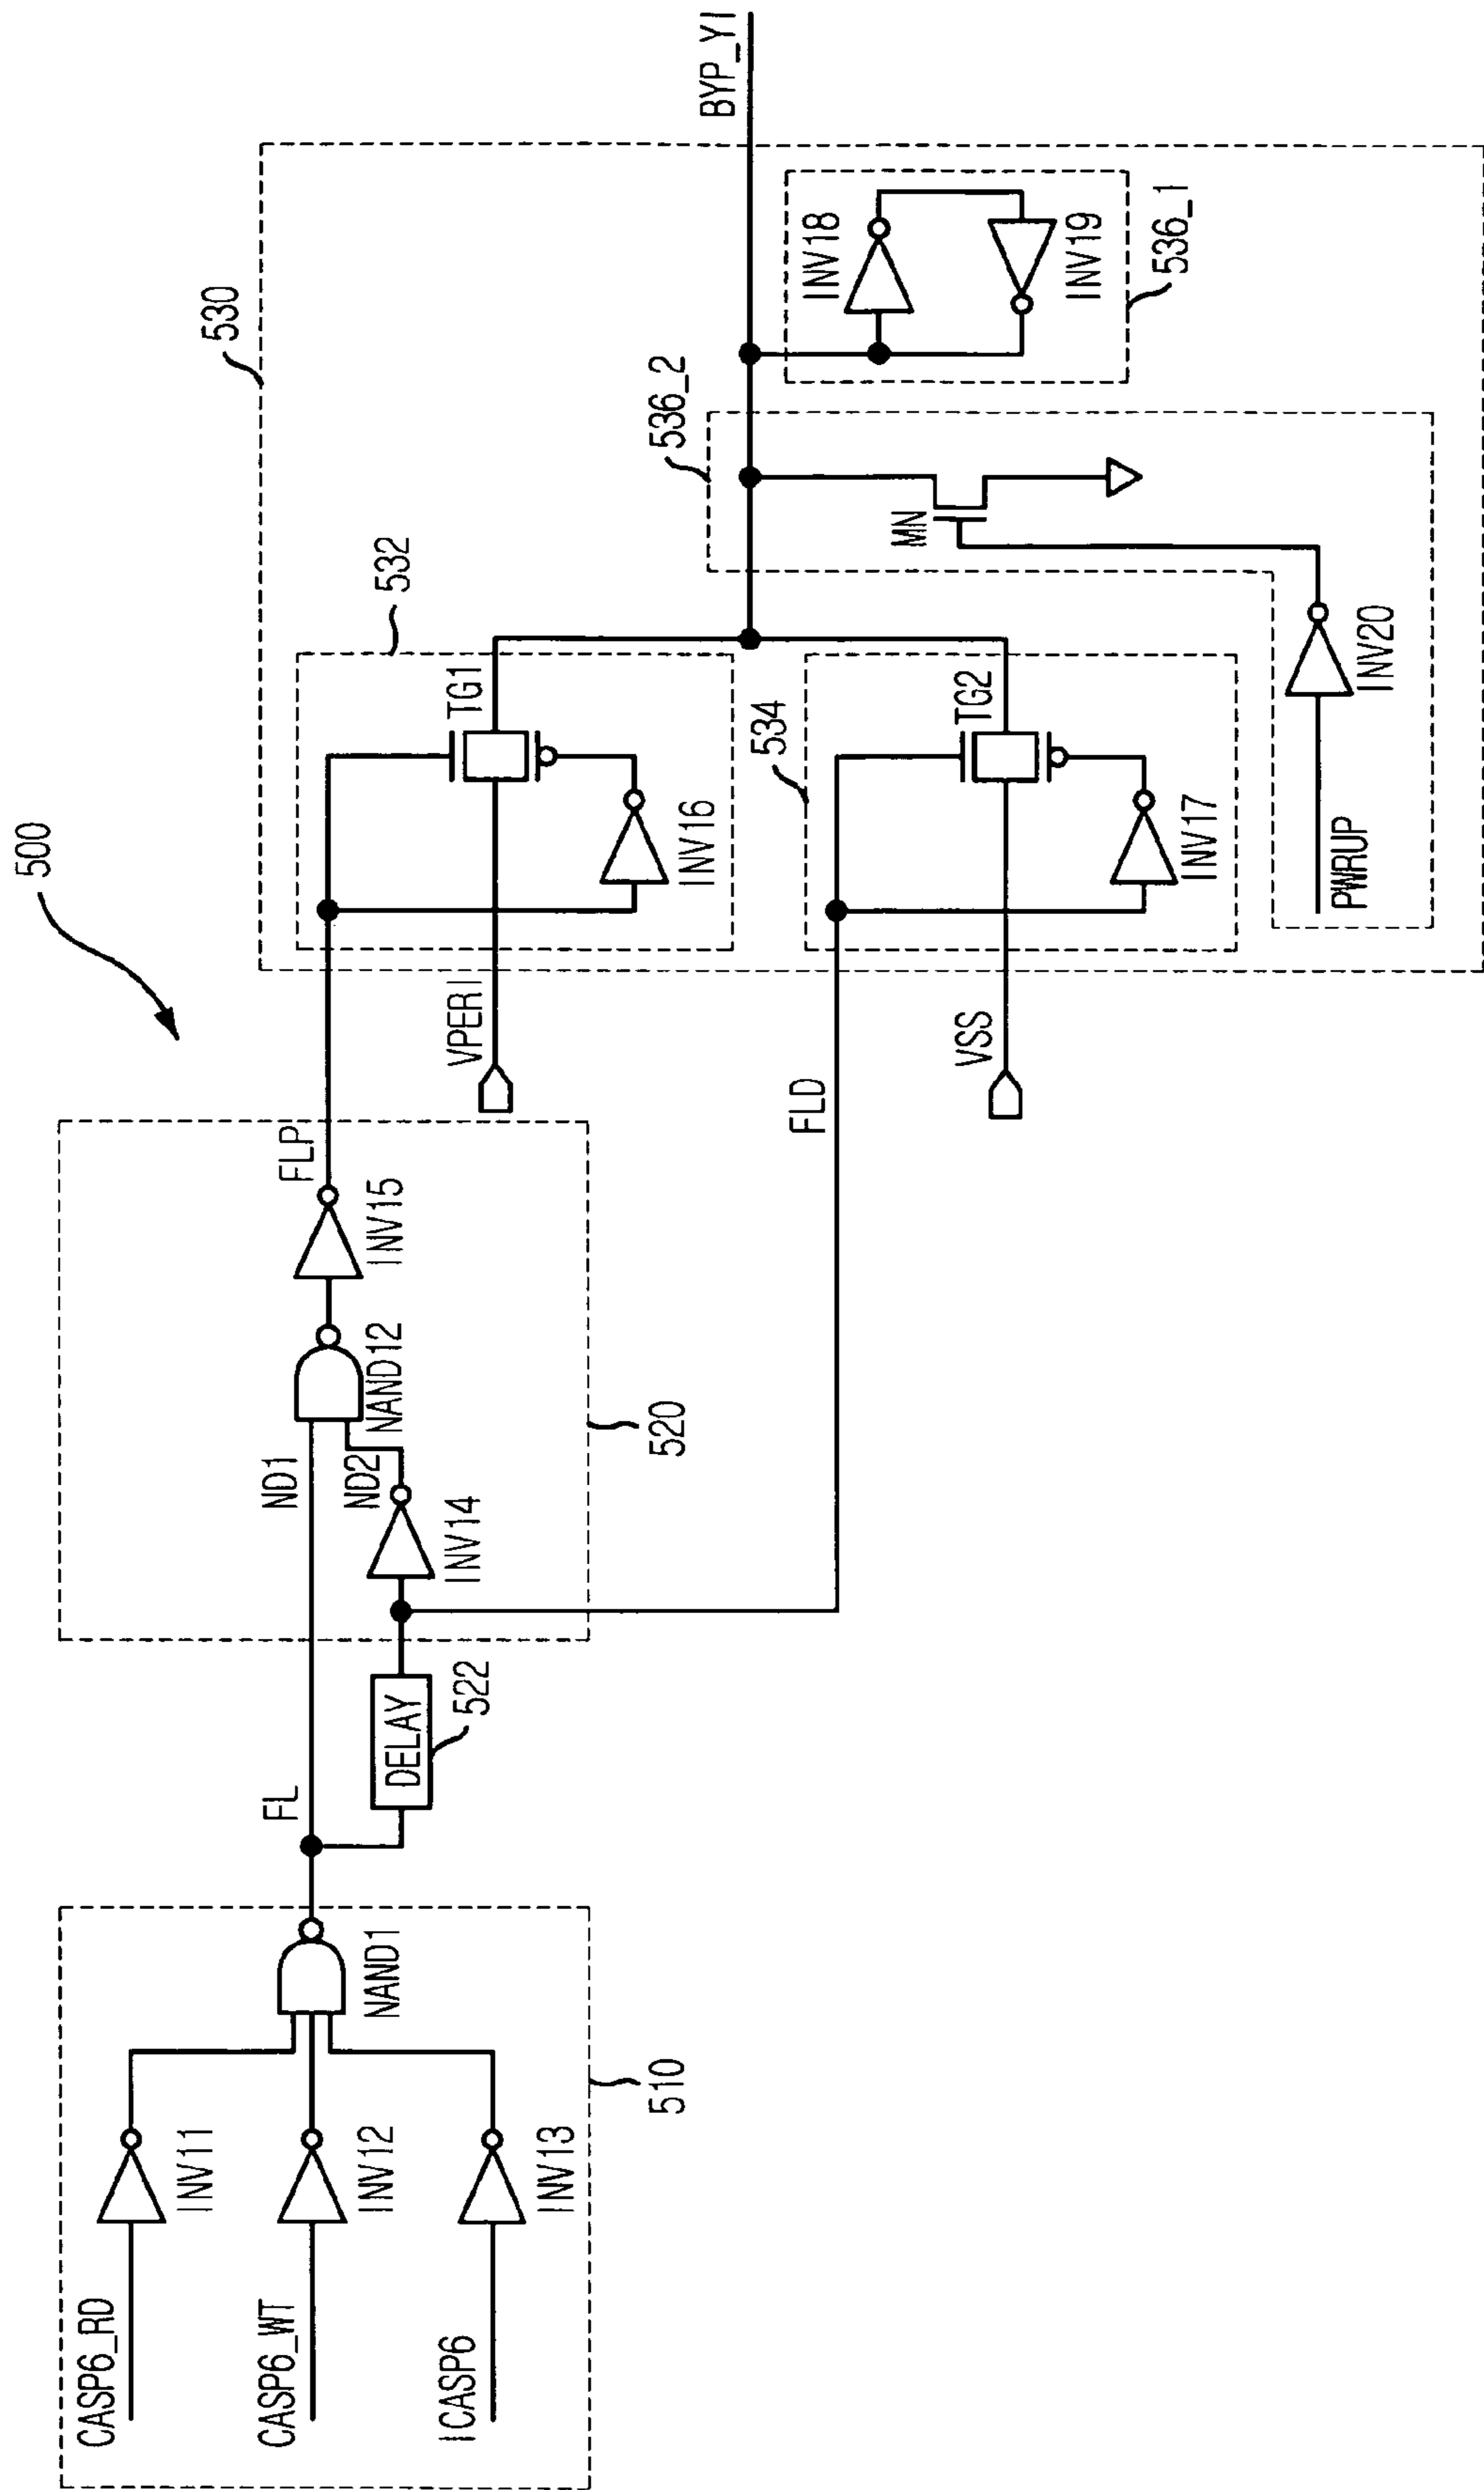 500
530
CASP6_RD
INV11
CASP6_WT
INV12
ICASP6
INV13
NAND1
510
FL
DELAY
522
ND1
ND2
INV14
NAND12
INV15
FLP
520
VPERI
FLD
VSS
532
TG1
INV16
534
TG2
INV17
PWRUP
INV20
MN
536_2
INV18
INV19
536_1
BYP_YI